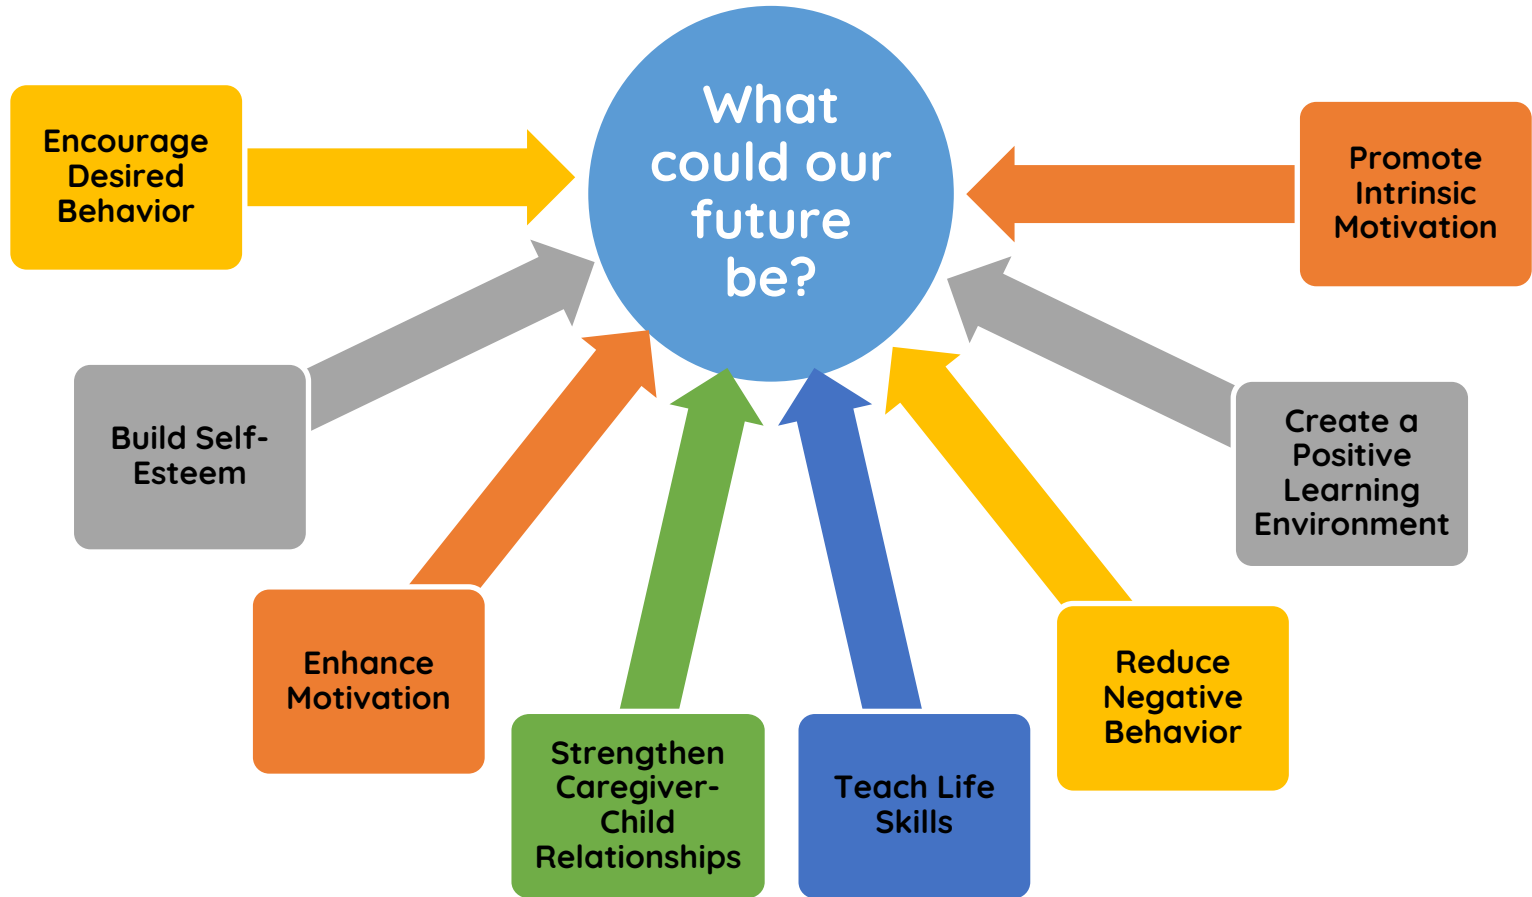 What
could our
future
be?
Encourage
Desired
Behavior
Build Self-
Esteem
Enhance
Motivation
Strengthen
Caregiver-
Child
Relationships
Teach Life
Skills
Reduce
Negative
Behavior
Create a
Positive
Learning
Environment
Promote
Intrinsic
Motivation